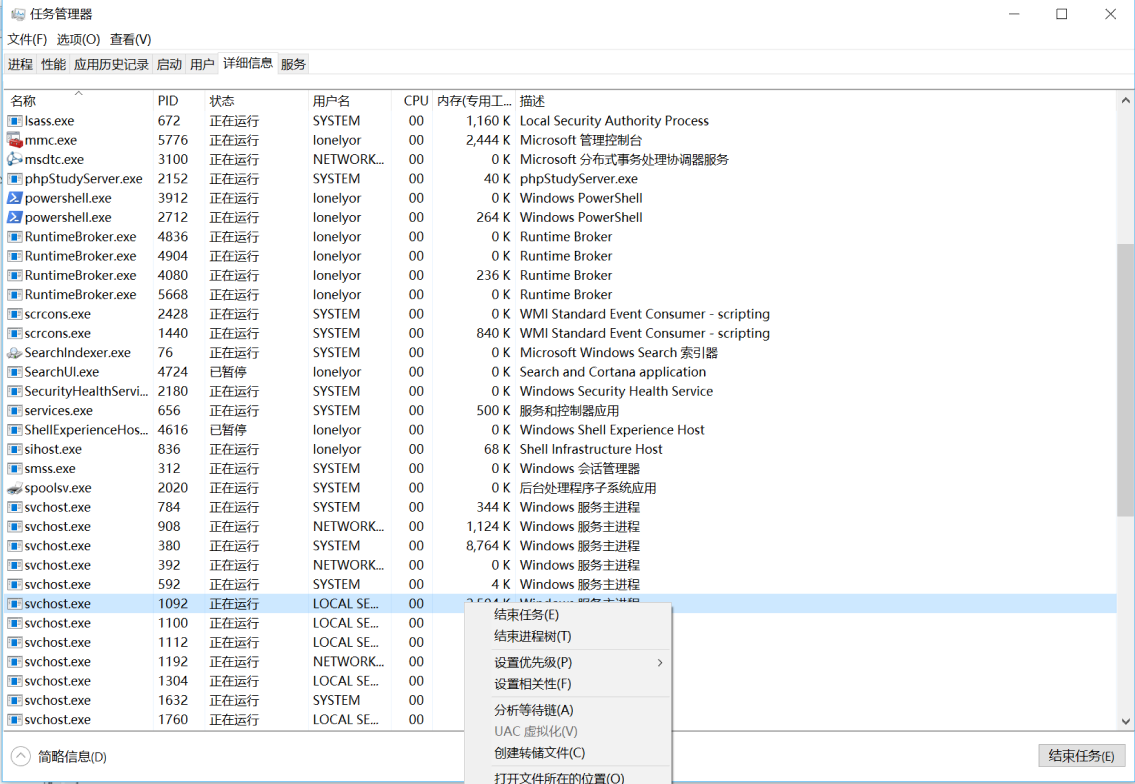 任务管理器
文件(F) 选项(O) 查看(V)
进程 性能 应用历史记录 启动 用户 详细信息 服务
名称 PID 状态 用户名 CPU 内存(专用工... 描述
lsass.exe 672 正在运行 SYSTEM 00 1,160 K Local Security Authority Process
mmc.exe 5776 正在运行 lonelyor 00 2,444 K Microsoft 管理控制台
msdtc.exe 3100 正在运行 NETWORK... 00 0 K Microsoft 分布式事务处理协调器服务
phpStudyServer.exe 2152 正在运行 SYSTEM 00 40 K phpStudyServer.exe
powershell.exe 3912 正在运行 lonelyor 00 0 K Windows PowerShell
powershell.exe 2712 正在运行 lonelyor 00 264 K Windows PowerShell
RuntimeBroker.exe 4836 正在运行 lonelyor 00 0 K Runtime Broker
RuntimeBroker.exe 4904 正在运行 lonelyor 00 0 K Runtime Broker
RuntimeBroker.exe 4080 正在运行 lonelyor 00 236 K Runtime Broker
RuntimeBroker.exe 5668 正在运行 lonelyor 00 0 K Runtime Broker
scrcons.exe 2428 正在运行 SYSTEM 00 0 K WMI Standard Event Consumer - scripting
scrcons.exe 1440 正在运行 SYSTEM 00 840 K WMI Standard Event Consumer - scripting
SearchIndexer.exe 76 正在运行 SYSTEM 00 0 K Microsoft Windows Search 索引器
SearchUI.exe 4724 已暂停 lonelyor 00 0 K Search and Cortana application
SecurityHealthServi... 2180 正在运行 SYSTEM 00 0 K Windows Security Health Service
services.exe 656 正在运行 SYSTEM 00 500 K 服务和控制器应用
ShellExperienceHos... 4616 已暂停 lonelyor 00 0 K Windows Shell Experience Host
sihost.exe 836 正在运行 lonelyor 00 68 K Shell Infrastructure Host
smss.exe 312 正在运行 SYSTEM 00 0 K Windows 会话管理器
spoolsv.exe 2020 正在运行 SYSTEM 00 0 K 后台处理程序子系统应用
svchost.exe 784 正在运行 SYSTEM 00 344 K Windows 服务主进程
svchost.exe 908 正在运行 NETWORK... 00 1,124 K Windows 服务主进程
svchost.exe 380 正在运行 SYSTEM 00 8,764 K Windows 服务主进程
svchost.exe 392 正在运行 NETWORK... 00 0 K Windows 服务主进程
svchost.exe 592 正在运行 SYSTEM 00 4 K Windows 服务主进程
svchost.exe 1092 正在运行 LOCAL SE... 00 Windows 服务主进程
svchost.exe 1100 正在运行 LOCAL SE... 00
svchost.exe 1112 正在运行 LOCAL SE... 00
svchost.exe 1192 正在运行 NETWORK... 00
svchost.exe 1304 正在运行 LOCAL SE... 00
svchost.exe 1632 正在运行 SYSTEM 00
svchost.exe 1760 正在运行 LOCAL SE... 00
结束任务(E)
结束进程树(T)
设置优先级(P)
设置相关性(F)
分析等待链(A)
UAC 虚拟化(V)
创建转储文件(C)
打开文件所在的位置(O)
简略信息(D)
结束任务(E)